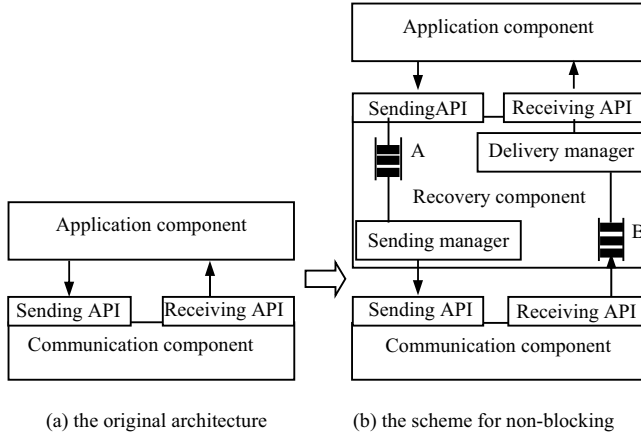 Application component
SendingAPI
Receiving API
A
Delivery manager
Recovery component
B
Sending manager
Sending API
Receiving API
Communication component
Application component
Sending API
Receiving API
Communication component
(a) the original architecture
(b) the scheme for non-blocking